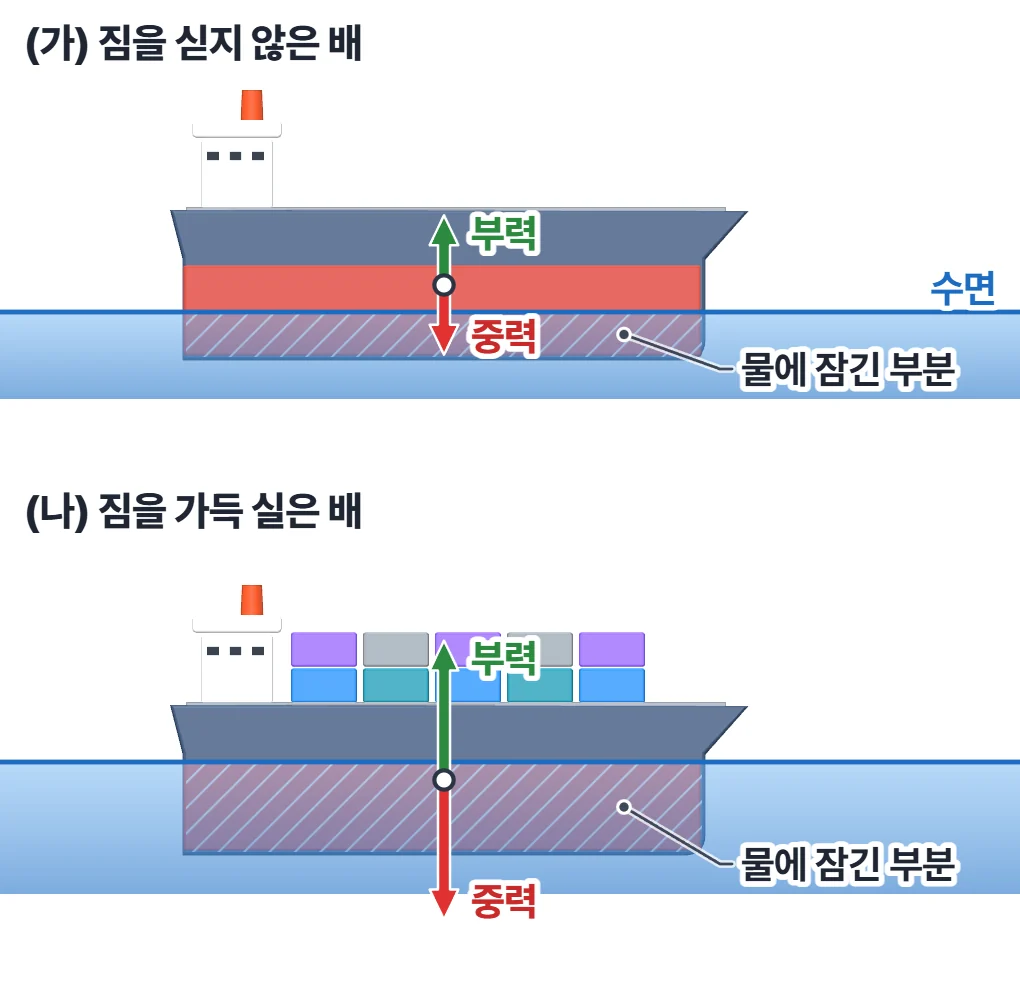 (가) 짐을 싣지 않은 배
부력
수면
중력
물에 잠긴 부분
(나) 짐을 가득 실은 배
부력
물에 잠긴 부분
중력